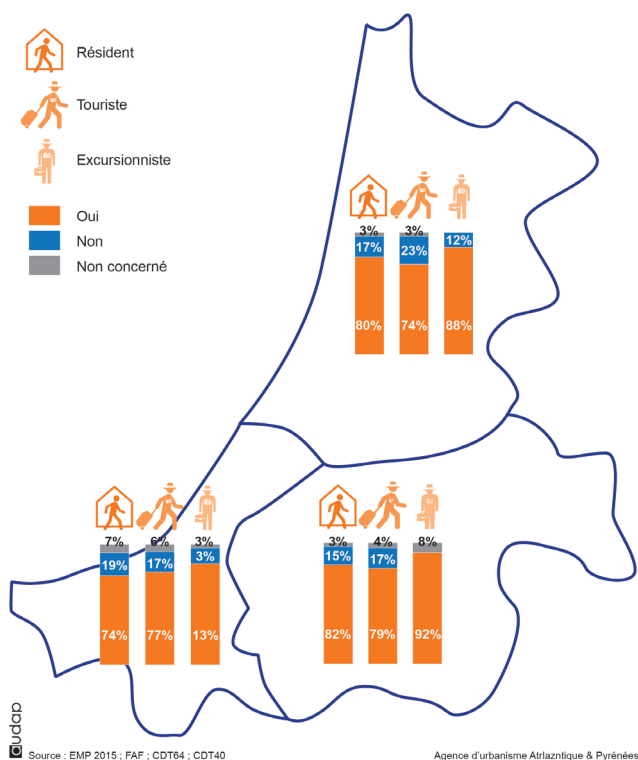 Résident
Touriste
Excursionniste
Oui
Non
Non concerné
3% 3%
17% 23% 12%
80% 74% 88%
7% 6% 3%
19% 17% 3%
74% 77% 13%
3% 4% 8%
15% 17%
82% 79% 92%
audap
Source : EMP 2015 ; FAF ; CDT64 ; CDT40
Agence d'urbanisme Atrlazntique & Pyrénées